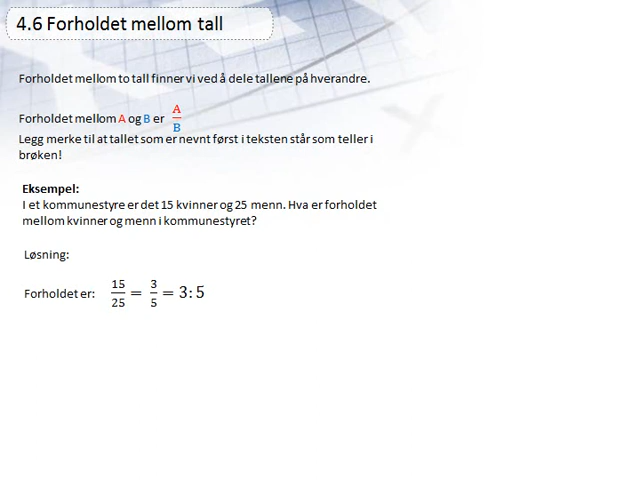 4.6 Forholdet mellom tall
Forholdet mellom to tall finner vi ved å dele tallene på hverandre.
Forholdet mellom A og B er A/B
Legg merke til at tallet som er nevnt først i teksten står som teller i
brøken!
Eksempel:
I et kommunestyre er det 15 kvinner og 25 menn. Hva er forholdet
mellom kvinner og menn i kommunestyret?
Løsning:
Forholdet er: 15/25 = 3/5 = 3:5